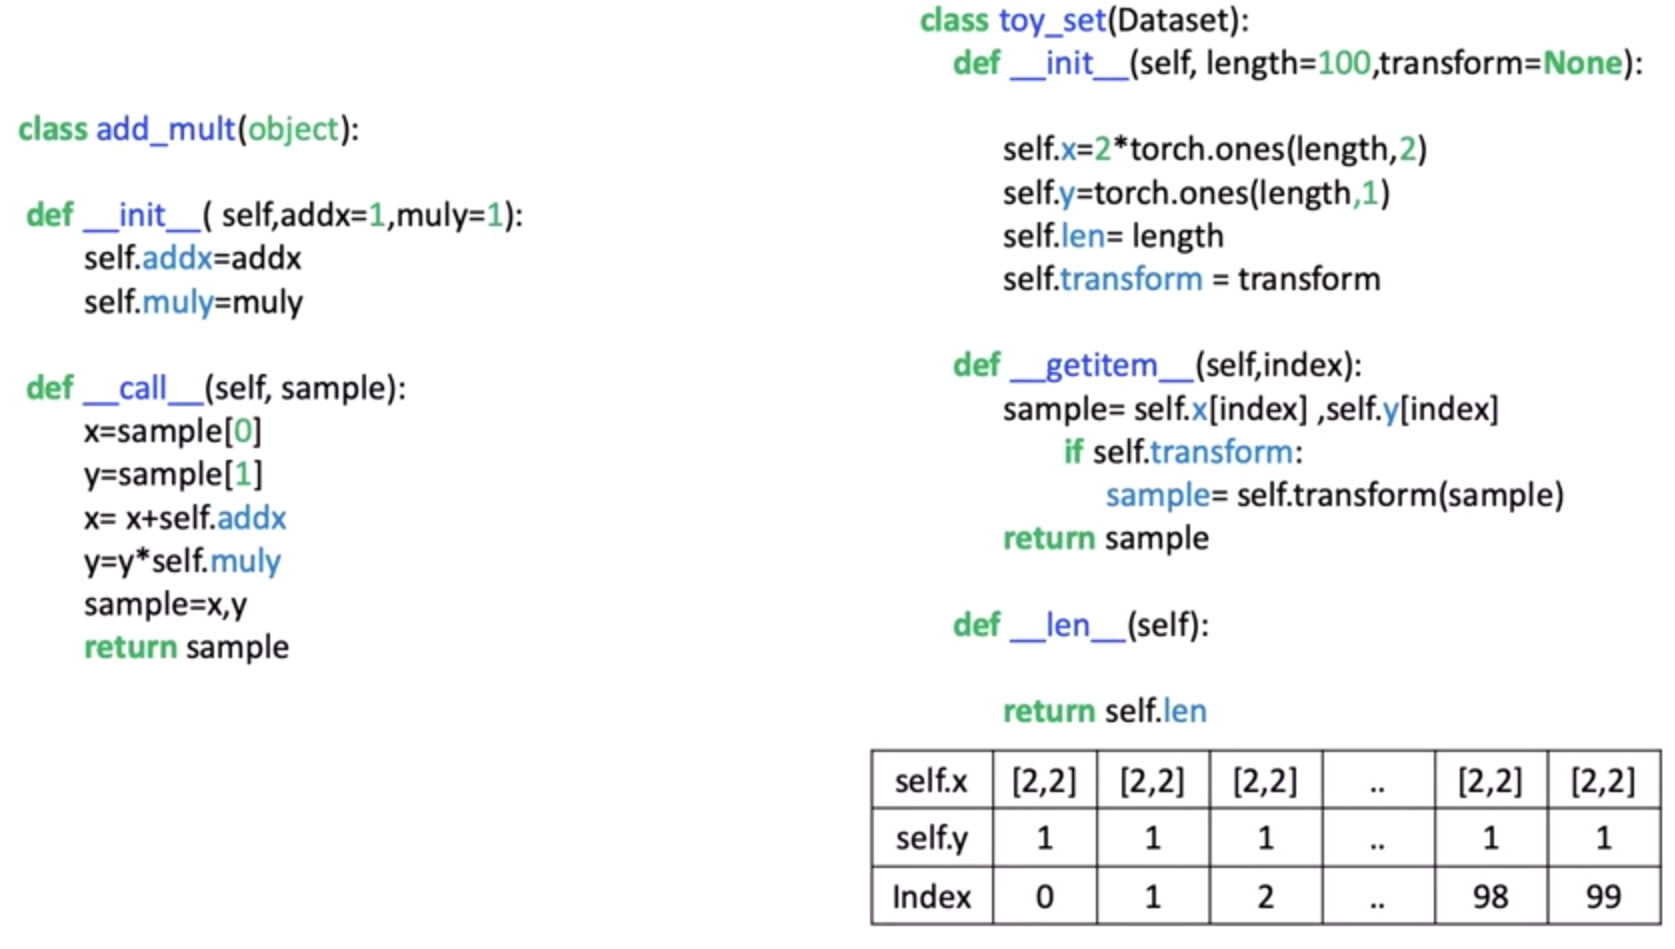 class add_mult(object):
def __init__( self,addx=1,muly=1):
self.addx=addx
self.muly=muly
def __call__(self, sample):
x=sample[0]
y=sample[1]
x= x+self.addx
y=y*self.muly
sample=x,y
return sample
class toy_set(Dataset):
def __init__(self, length=100,transform=None):
self.x=2*torch.ones(length,2)
self.y=torch.ones(length,1)
self.len= length
self.transform = transform
def __getitem__(self,index):
sample= self.x[index] ,self.y[index]
if self.transform:
sample= self.transform(sample)
return sample
def __len__(self):
return self.len
self.x [2,2] [2,2] [2,2] .. [2,2] [2,2]
self.y 1 1 1 .. 1 1
Index 0 1 2 .. 98 99